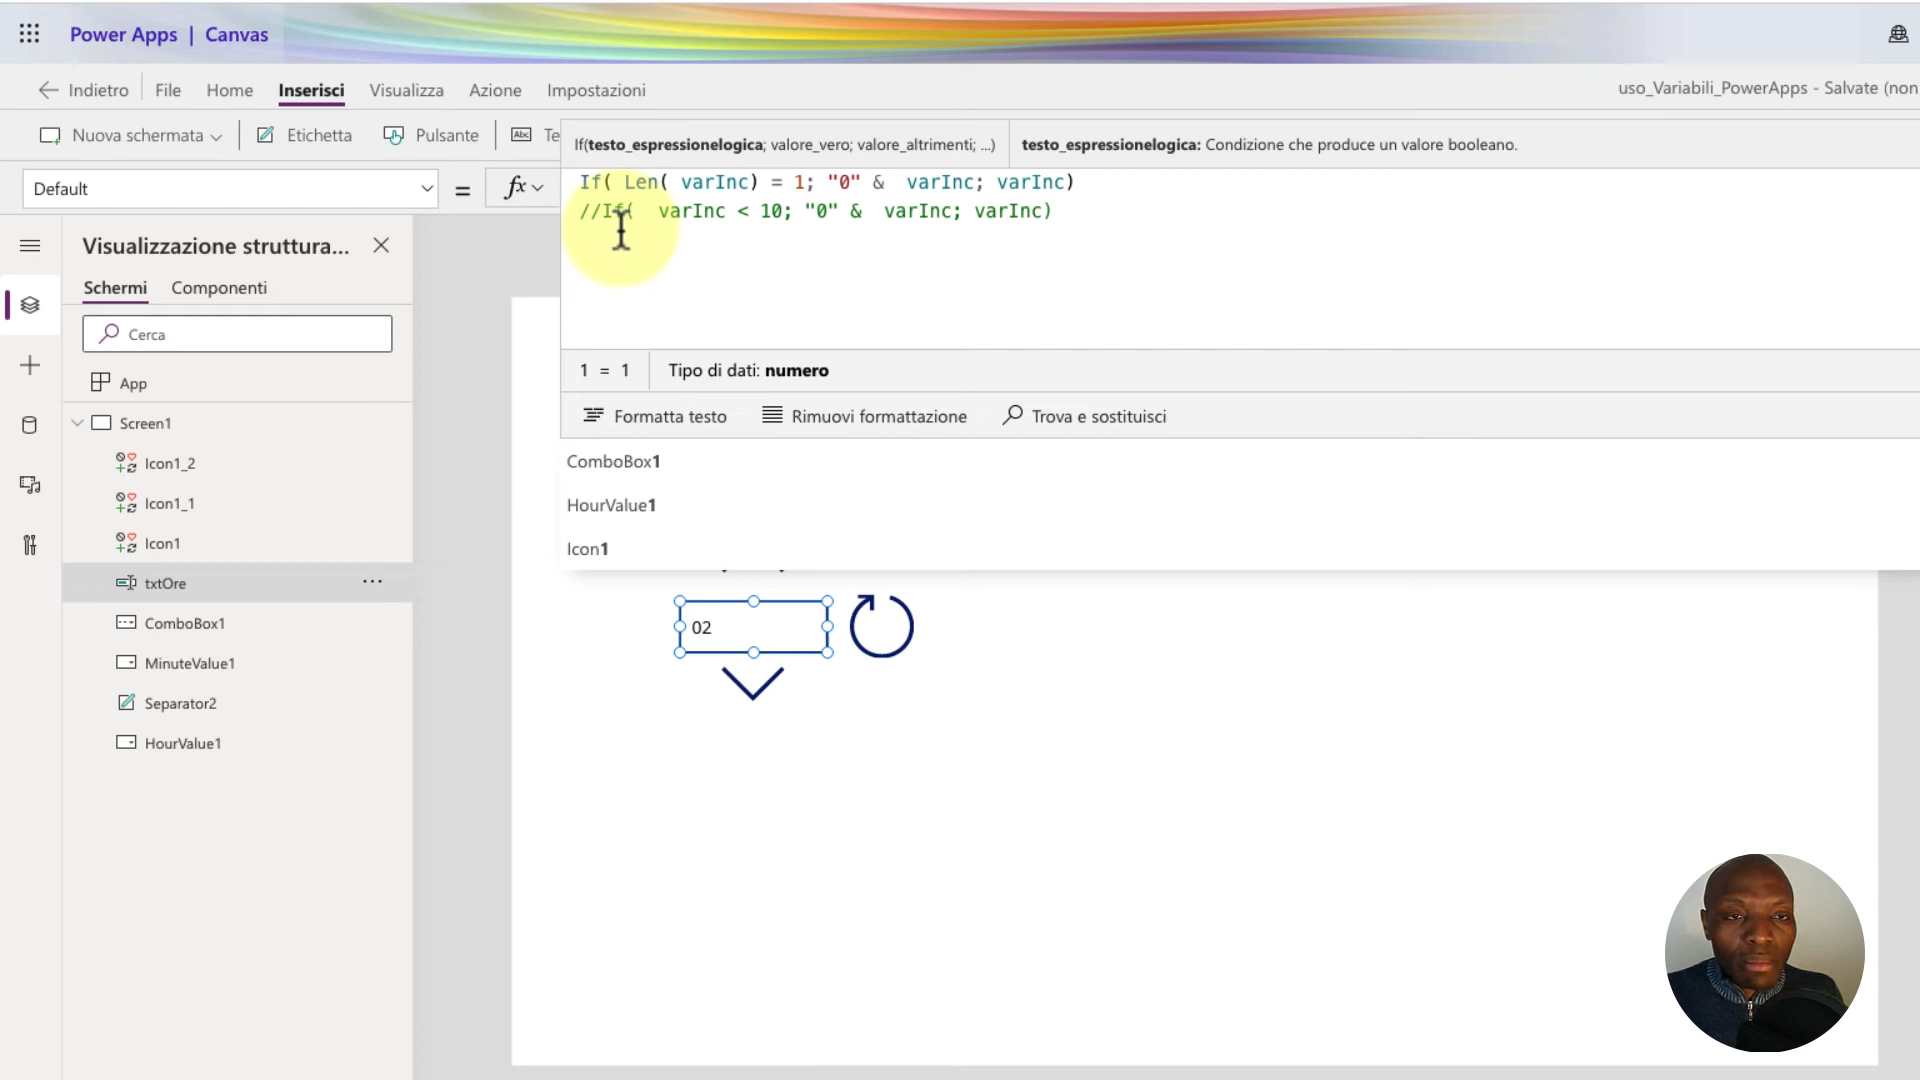 Power Apps | Canvas
Indietro File Home Inserisci Visualizza Azione Impostazioni
uso_Variabili_PowerApps - Salvate (non
Nuova schermata Etichetta Pulsante Abc Te
If(testo_espressionelogica; valore_vero; valore_altrimenti; ...) testo_espressionelogica: Condizione che produce un valore booleano.
Default = fx If( Len( varInc) = 1; "0" & varInc; varInc)
//If( varInc < 10; "0" & varInc; varInc)
Visualizzazione struttura...
Schermi Componenti
Cerca
1 = 1 Tipo di dati: numero
App
Formatta testo Rimuovi formattazione Trova e sostituisci
Screen1
ComboBox1
Icon1_2
HourValue1
Icon1_1
Icon1
Icon1
txtOre ...
ComboBox1
02
MinuteValue1
Separator2
HourValue1